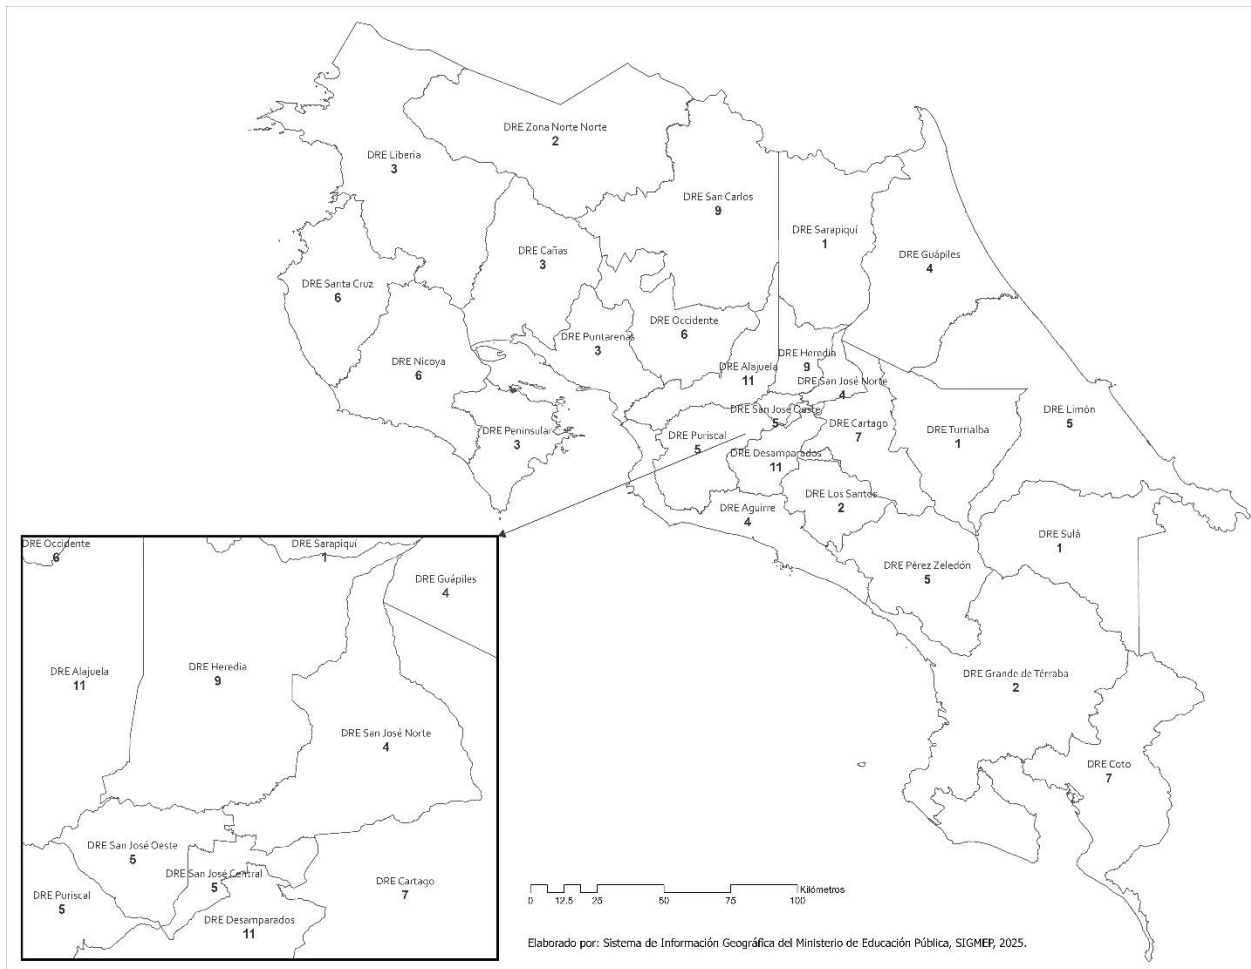 DRE Zona Norte Norte
2
DRE Liberia
3
DRE San Carlos
9
DRE Sarapiquí
1
DRE Guápiles
4
DRE Cañas
3
DRE Santa Cruz
6
DRE Occidente
6
DRE Puntarenas
3
DRE Nicoya
6
DRE Heredia
9
DRE Alajuela
11
DRE San José Norte
4
DRE San José Oeste
5
DRE Limón
5
DRE Cartago
7
DRE Turrialba
1
DRE Peninsular
3
DRE Puriscal
5
DRE Desamparados
11
DRE Los Santos
2
DRE Aguirre
4
DRE Sulá
1
DRE Pérez Zeledón
5
DRE Grande de Térraba
2
DRE Coto
7
DRE Occidente
6
DRE Sarapiquí
1
DRE Guápiles
4
DRE Alajuela
11
DRE Heredia
9
DRE San José Norte
4
DRE San José Oeste
5
DRE San José Central
5
DRE Cartago
7
DRE Puriscal
5
DRE Desamparados
11
Kilómetros
0 12.5 25 50 75 100
Elaborado por: Sistema de Información Geográfica del Ministerio de Educación Pública, SIGMEP, 2025.